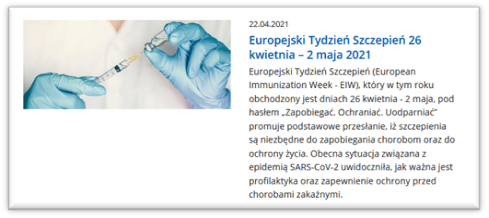 22.04.2021
Europejski Tydzień Szczepień 26
kwietnia – 2 maja 2021
Europejski Tydzień Szczepień (European
Immunization Week - EIW), który w tym roku
obchodzony jest dniach 26 kwietnia - 2 maja, pod
hasłem „Zapobiegać. Ochraniać. Uodparniać”
promuje podstawowe przesłanie, iż szczepienia
są niezbędne do zapobiegania chorobom oraz do
ochrony życia. Obecna sytuacja związana z
epidemią SARS-CoV-2 uwidoczniła, jak ważna jest
profilaktyka oraz zapewnienie ochrony przed
chorobami zakaźnymi.